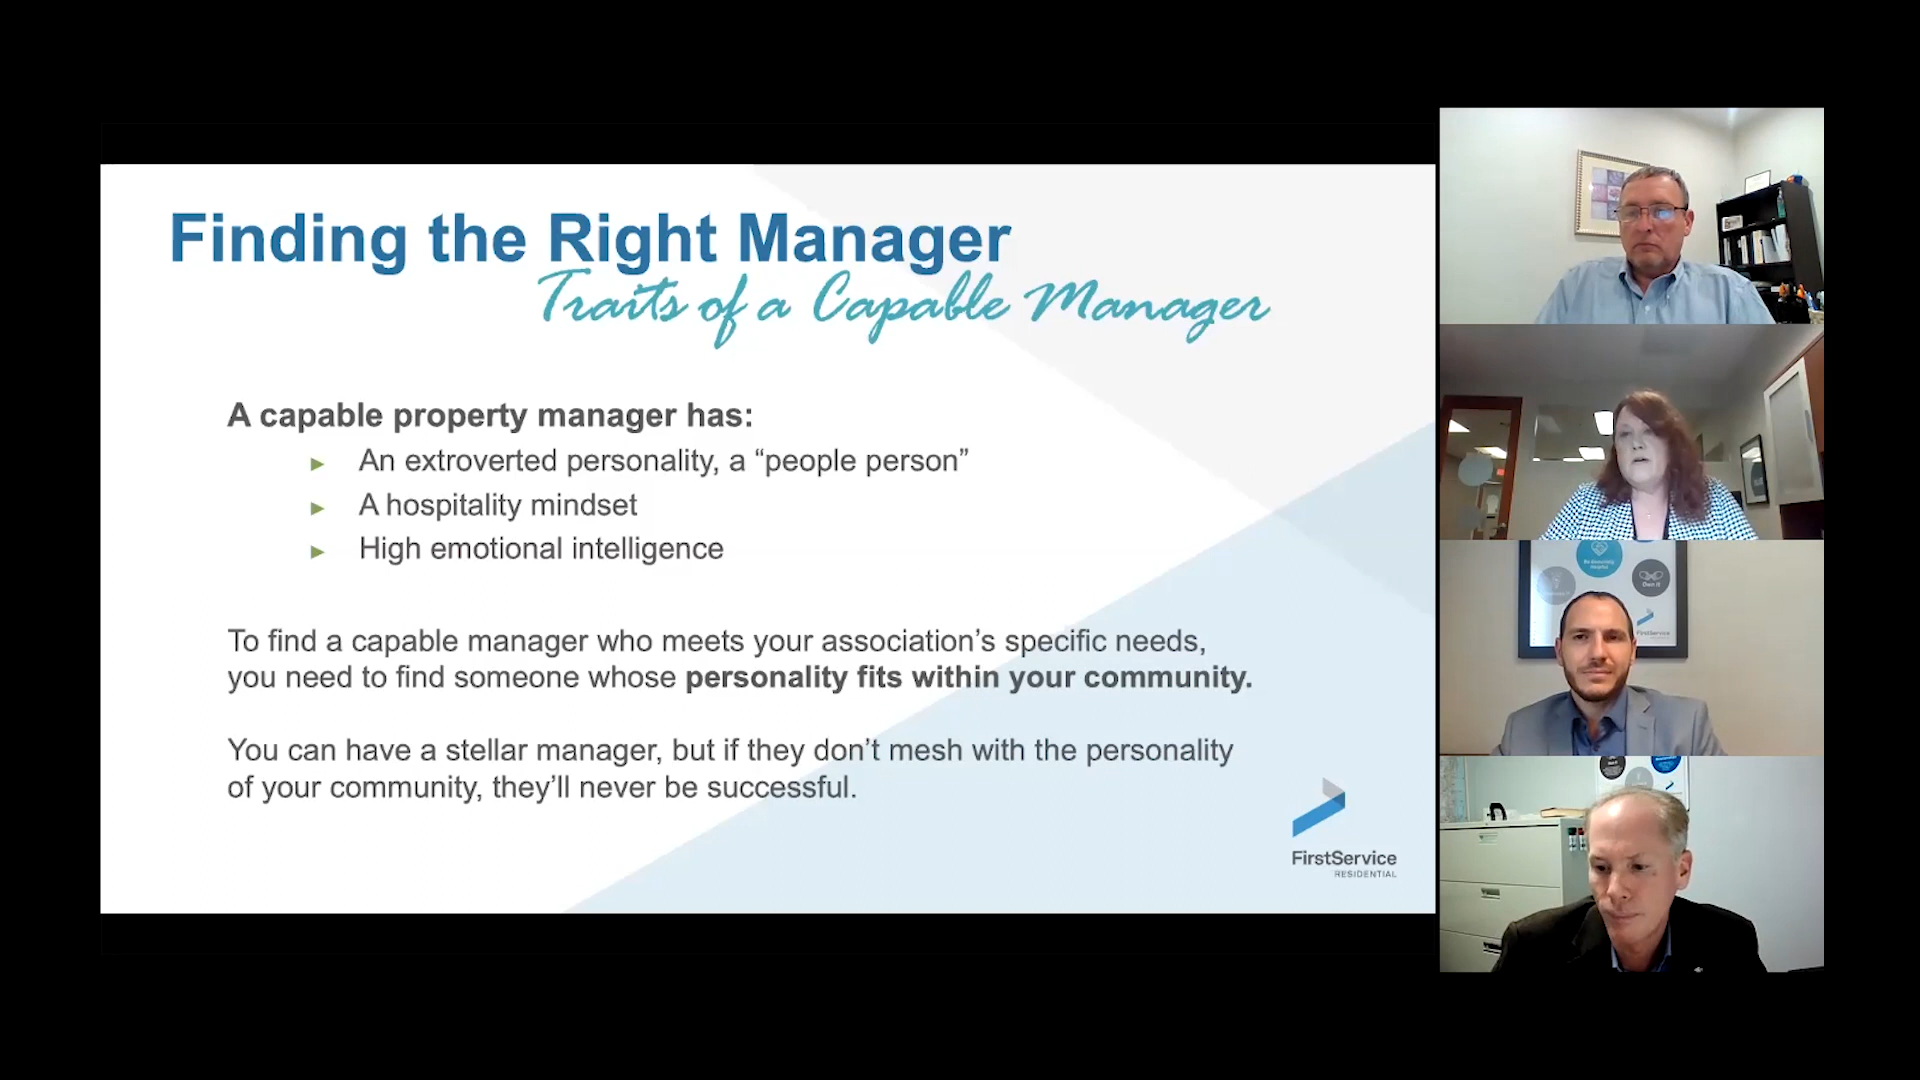 Finding the Right Manager
Traits of a Capable Manager
A capable property manager has:
► An extroverted personality, a “people person”
► A hospitality mindset
► High emotional intelligence
To find a capable manager who meets your association’s specific needs,
you need to find someone whose personality fits within your community.
You can have a stellar manager, but if they don’t mesh with the personality
of your community, they’ll never be successful.
FirstService
RESIDENTIAL
Own It
FirstService